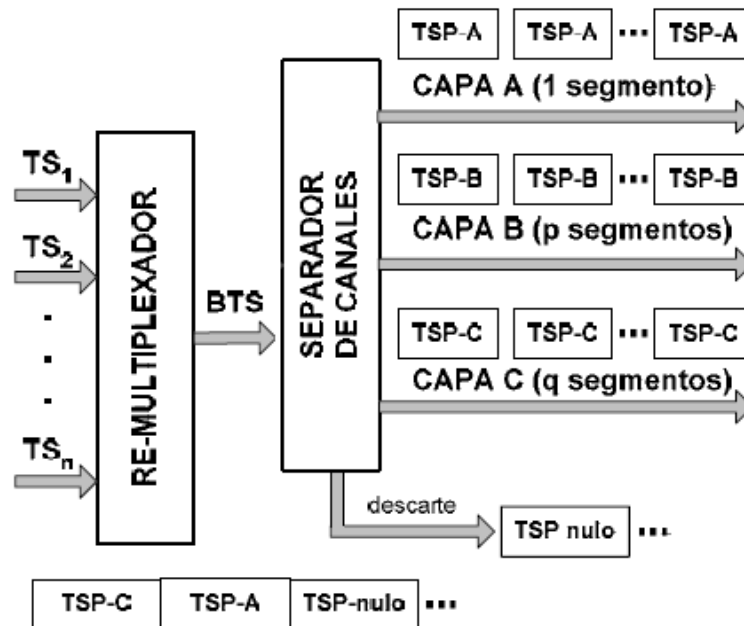 TSP-A TSP-A ... TSP-A
CAPA A (1 segmento)
TSP-B TSP-B ... TSP-B
CAPA B (p segmentos)
TSP-C TSP-C ... TSP-C
CAPA C (q segmentos)
TS1
TS2
.
.
.
TSn
RE-MULTIPLEXADOR
BTS
SEPARADOR
DE CANALES
descarte
TSP nulo ...
TSP-C TSP-A TSP-nulo ...